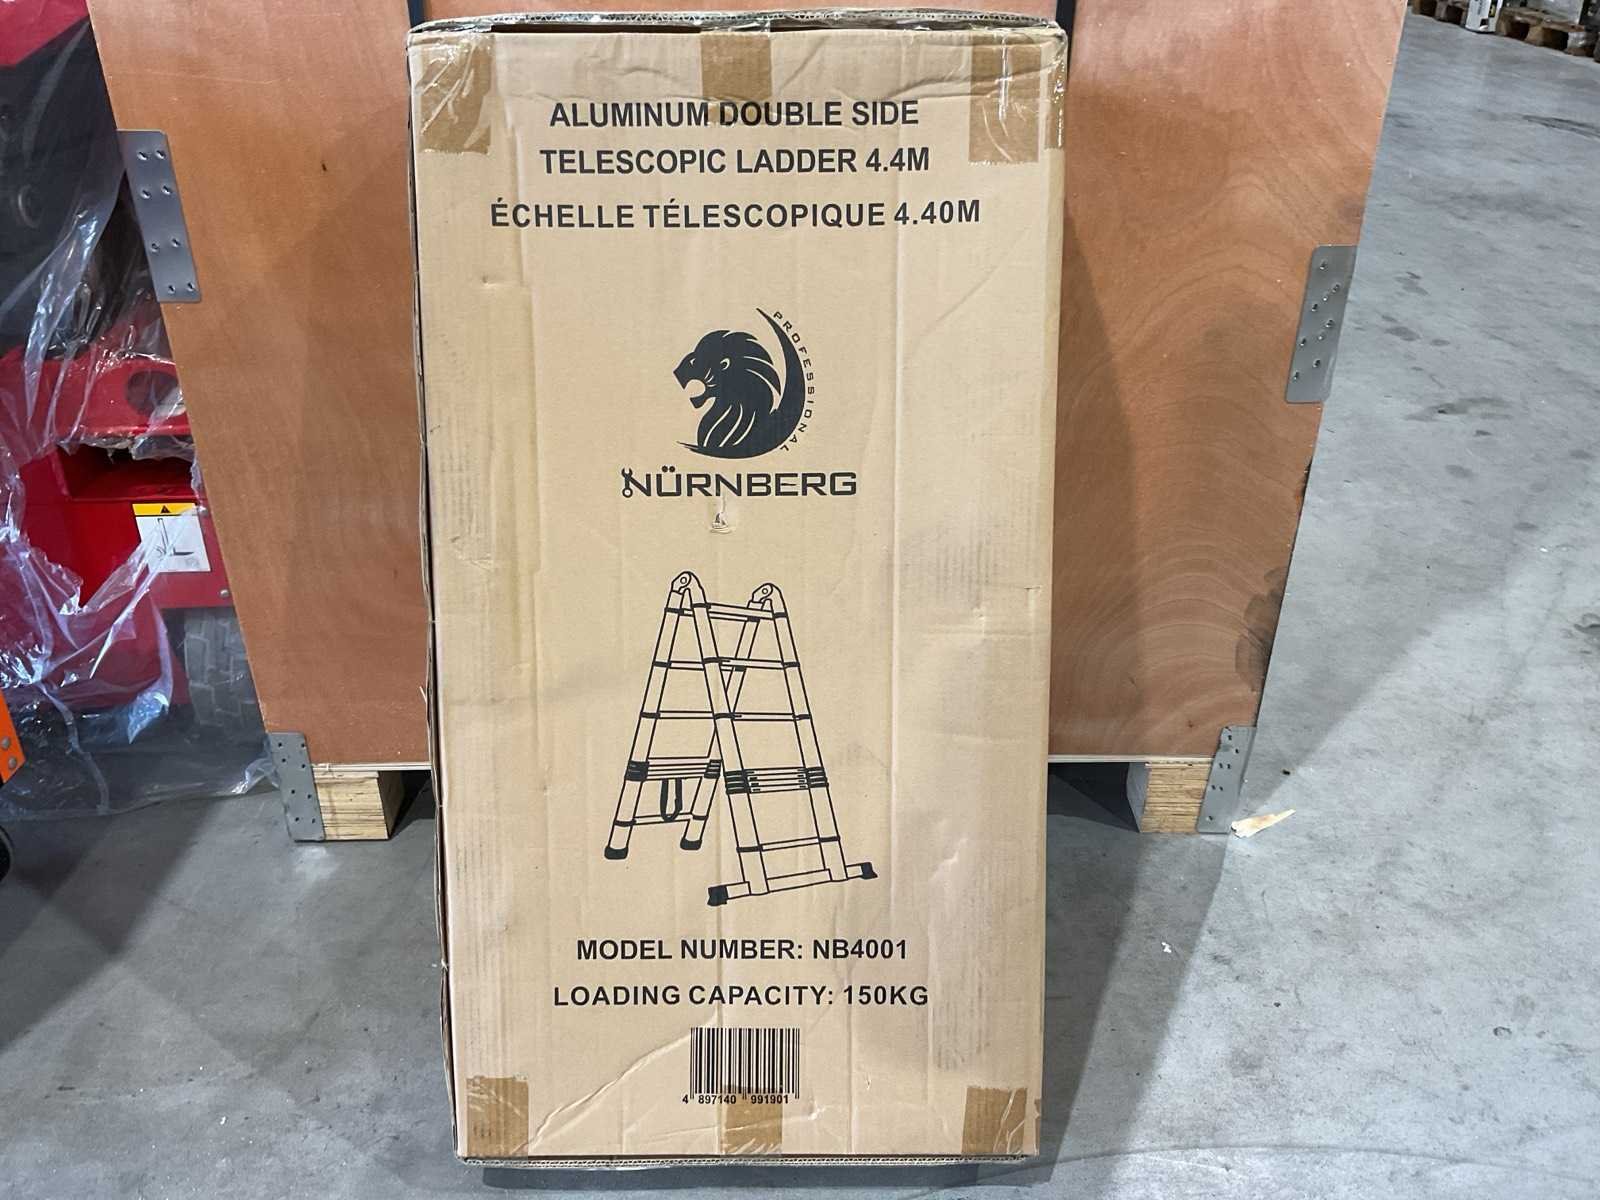 ALUMINUM DOUBLE SIDE
TELESCOPIC LADDER 4.4M
ÉCHELLE TÉLESCOPIQUE 4.40M
PROFESSIONAL
NÜRNBERG
MODEL NUMBER: NB4001
LOADING CAPACITY: 150KG
4 897140 991901